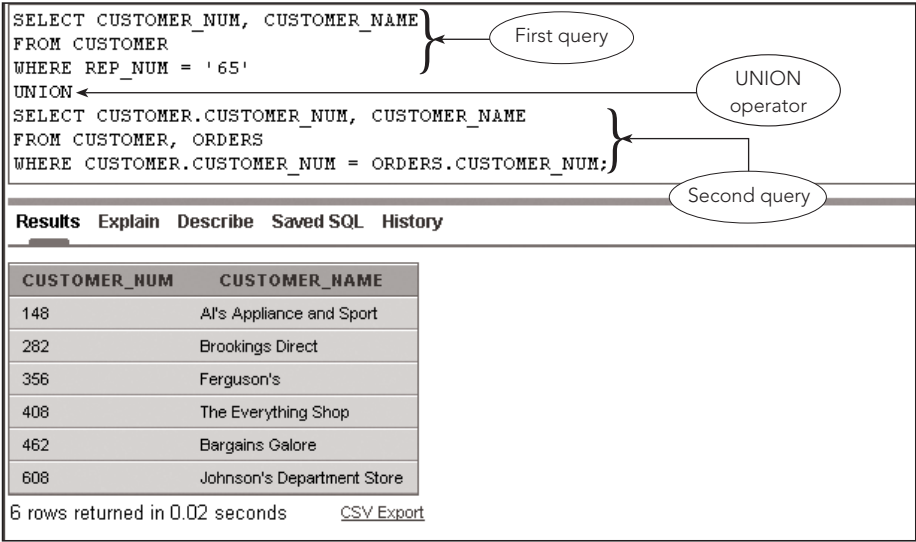 SELECT CUSTOMER_NUM, CUSTOMER_NAME
FROM CUSTOMER
WHERE REP_NUM = '65'
UNION
SELECT CUSTOMER.CUSTOMER_NUM, CUSTOMER_NAME
FROM CUSTOMER, ORDERS
WHERE CUSTOMER.CUSTOMER_NUM = ORDERS.CUSTOMER_NUM;
First query
UNION
operator
Second query
Results Explain Describe Saved SQL History
CUSTOMER_NUM CUSTOMER_NAME
148 Al's Appliance and Sport
282 Brookings Direct
356 Ferguson's
408 The Everything Shop
462 Bargains Galore
608 Johnson's Department Store
6 rows returned in 0.02 seconds CSV Export